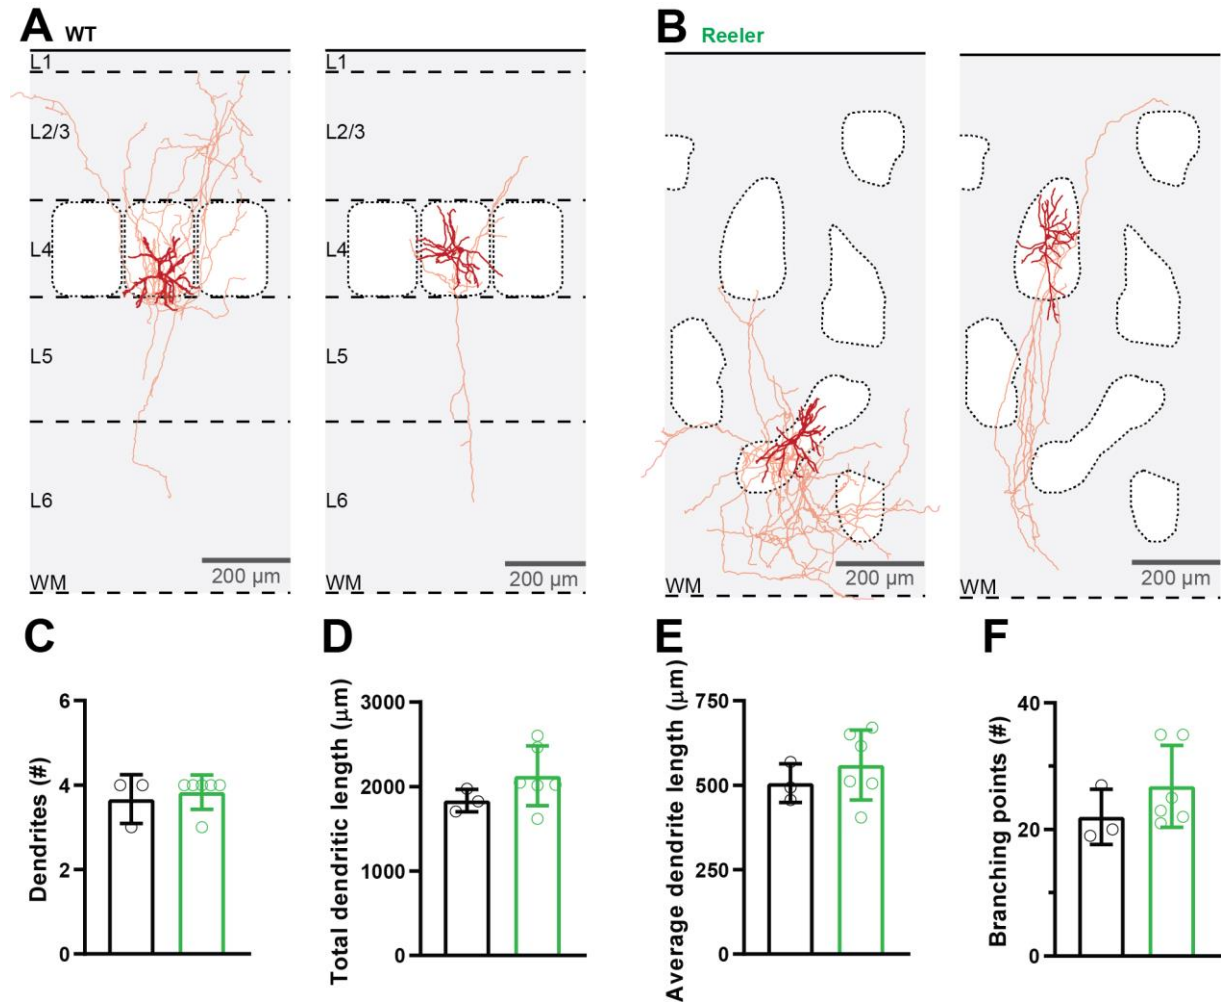 A WT
B Reeler
L1
L2/3
L4
L5
L6
WM
200 µm
L1
L2/3
L4
L5
L6
200 µm
WM
200 µm
WM
200 µm
C
Dendrites (#)
6
4
2
0
D
Total dendritic length (µm)
3000
2000
1000
0
E
Average dendrite length (µm)
750
500
250
0
F
Branching points (#)
40
20
0